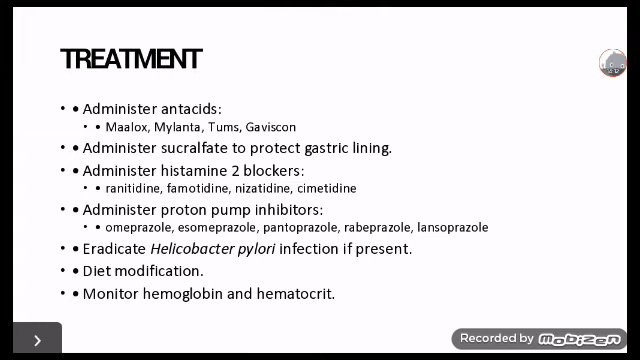 TREATMENT
• • Administer antacids:
• • Maalox, Mylanta, Tums, Gaviscon
• • Administer sucralfate to protect gastric lining.
• • Administer histamine 2 blockers:
• • ranitidine, famotidine, nizatidine, cimetidine
• • Administer proton pump inhibitors:
• • omeprazole, esomeprazole, pantoprazole, rabeprazole, lansoprazole
• • Eradicate Helicobacter pylori infection if present.
• • Diet modification.
• • Monitor hemoglobin and hematocrit.
Recorded by MOBIZEN